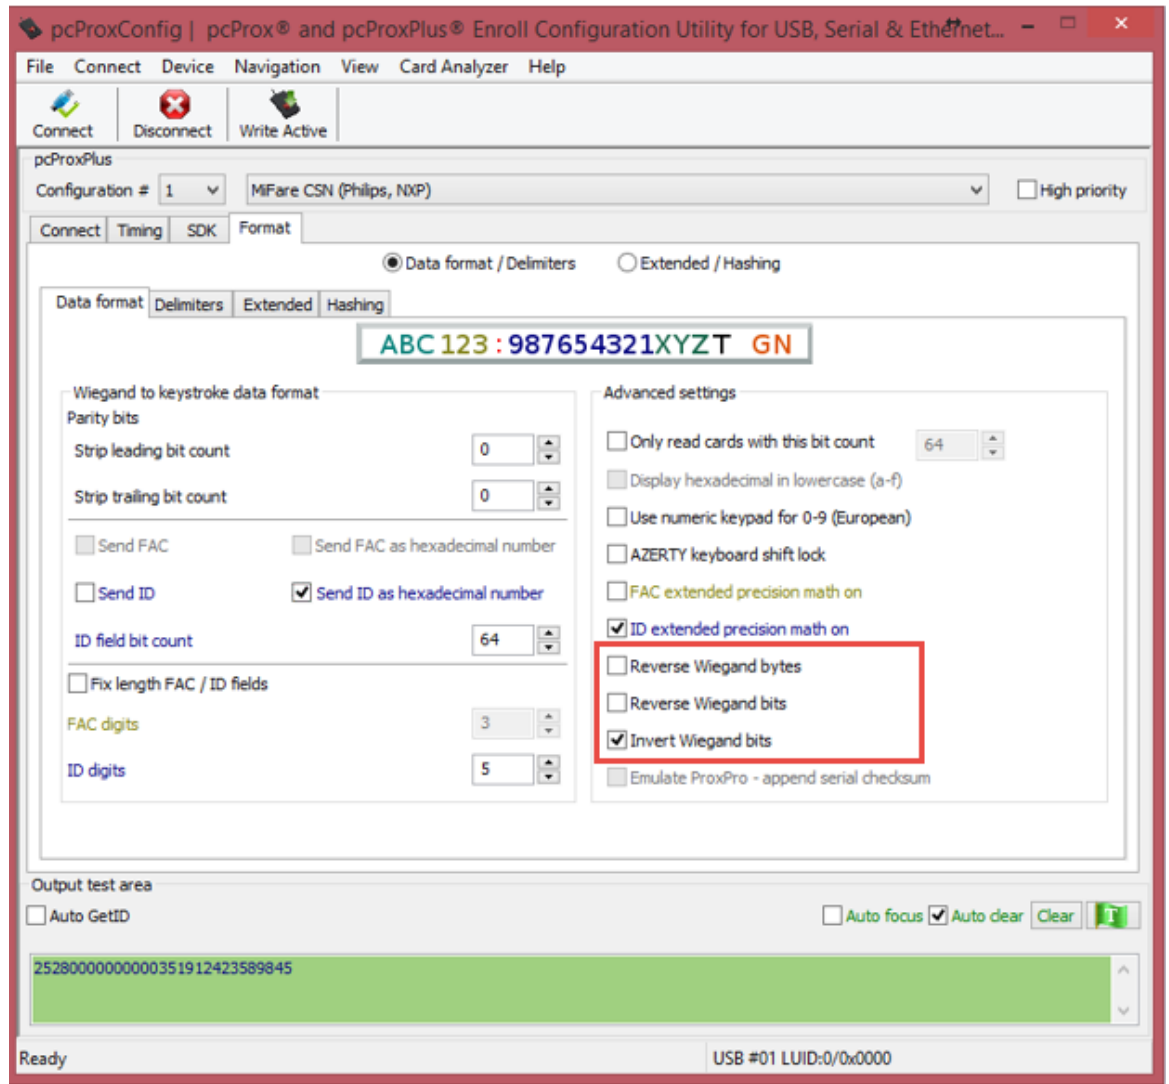 pcProxConfig | pcProx® and pcProxPlus® Enroll Configuration Utility for USB, Serial & Ethernet...
File Connect Device Navigation View Card Analyzer Help
Connect Disconnect Write Active
pcProxPlus
Configuration # 1 MiFare CSN (Philips, NXP) High priority
Connect Timing SDK Format
Data format / Delimiters Extended / Hashing
Data format Delimiters Extended Hashing
ABC 123 : 987654321XYZT GN
Wiegand to keystroke data format
Parity bits
Strip leading bit count 0
Strip trailing bit count 0
Send FAC Send FAC as hexadecimal number
Send ID Send ID as hexadecimal number
ID field bit count 64
Fix length FAC / ID fields
FAC digits 3
ID digits 5
Advanced settings
Only read cards with this bit count 64
Display hexadecimal in lowercase (a-f)
Use numeric keypad for 0-9 (European)
AZERTY keyboard shift lock
FAC extended precision math on
ID extended precision math on
Reverse Wiegand bytes
Reverse Wiegand bits
Invert Wiegand bits
Emulate ProxPro - append serial checksum
Output test area
Auto GetID Auto focus Auto clear Clear T
2528000000000351912423589845
Ready USB #01 LUID:0/0x0000